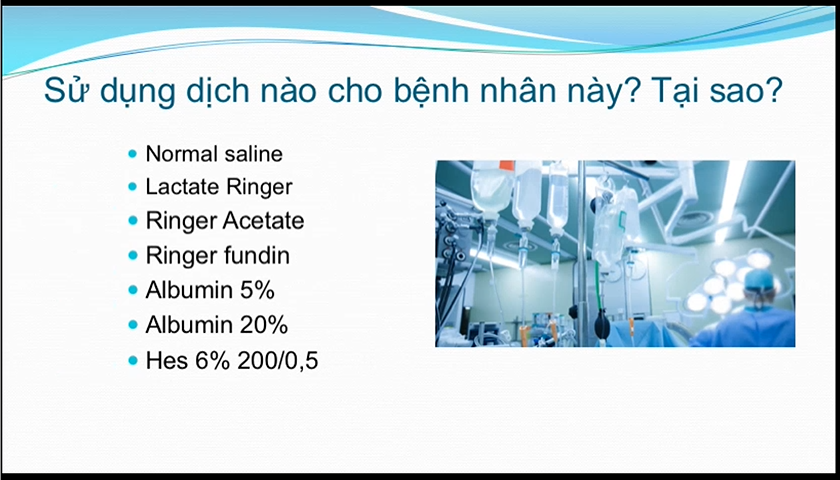 Sử dụng dịch nào cho bệnh nhân này? Tại sao?
Normal saline
Lactate Ringer
Ringer Acetate
Ringer fundin
Albumin 5%
Albumin 20%
Hes 6% 200/0,5